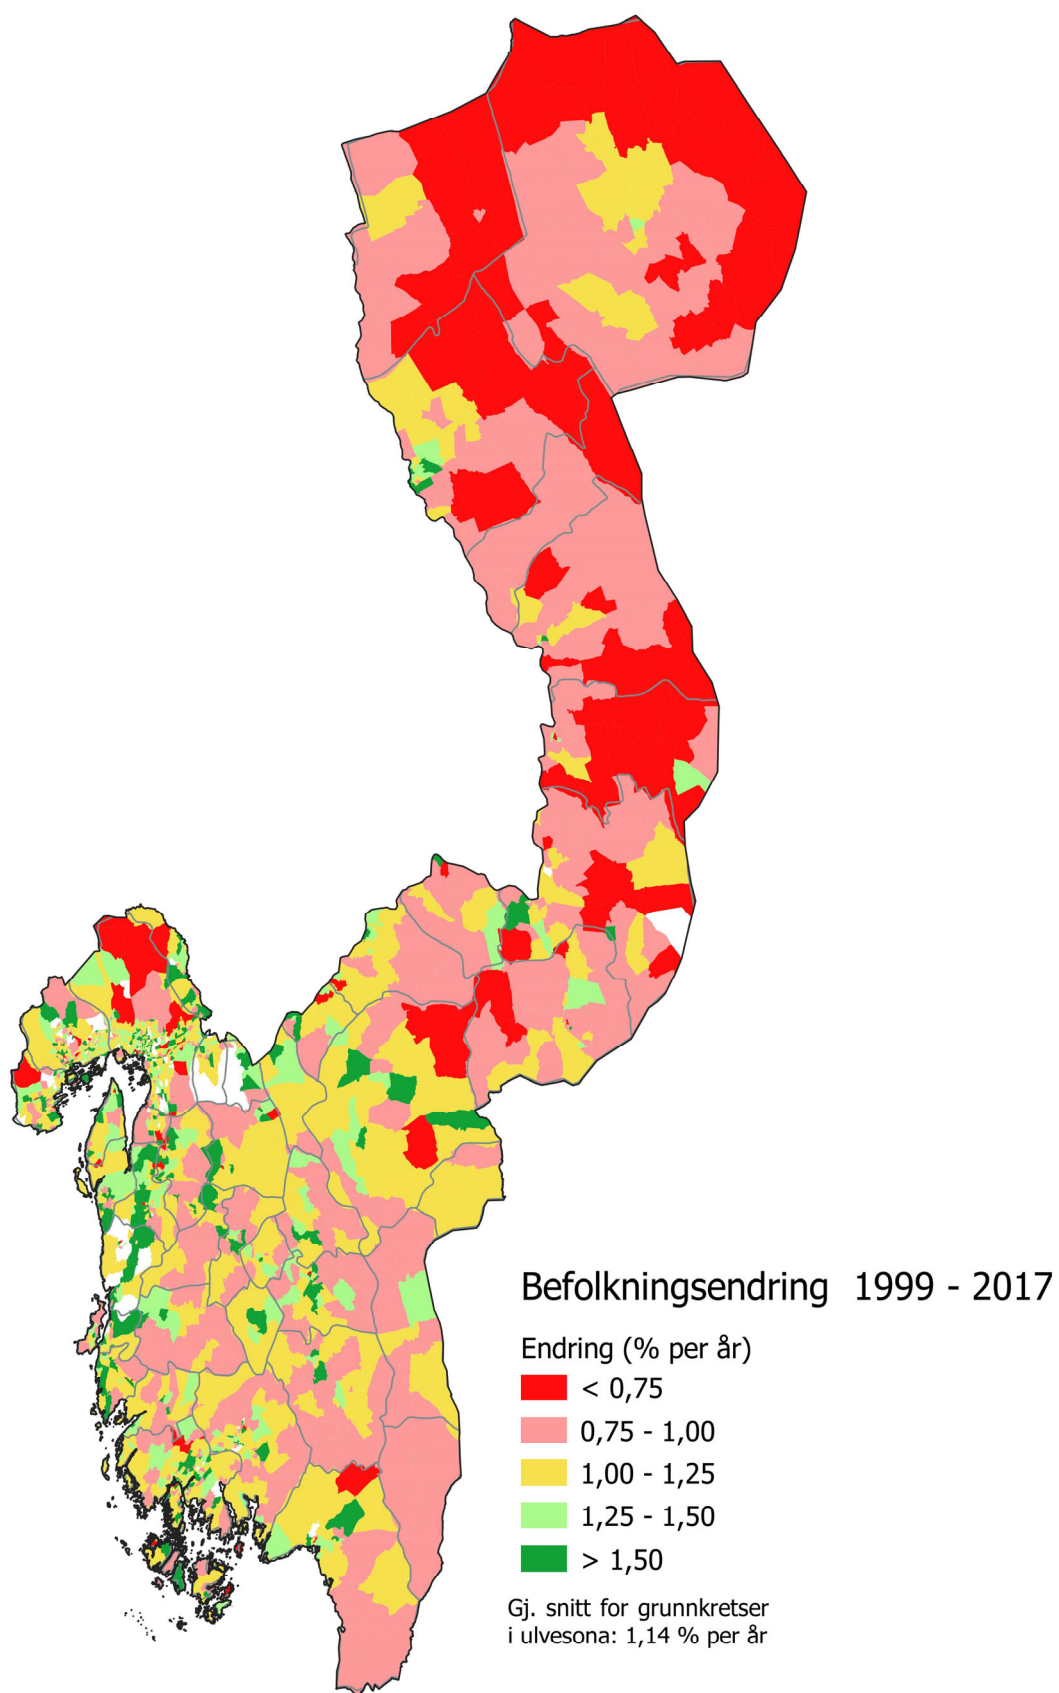 Befolkningsendring 1999 - 2017
Endring (% per år)
< 0,75
0,75 - 1,00
1,00 - 1,25
1,25 - 1,50
> 1,50
Gj. snitt for grunnkretser
i ulvesona: 1,14 % per år